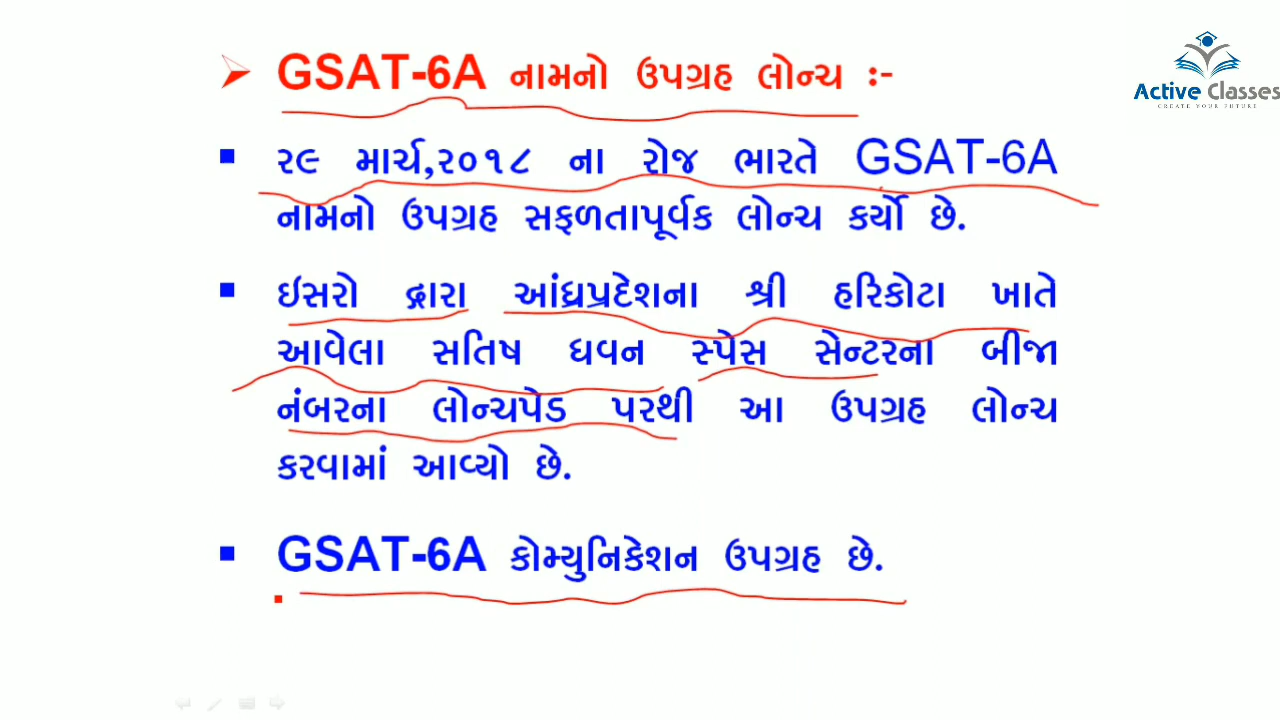 GSAT-6A નામનો ઉપગ્રહ લોન્ચ :-
Active Classes
CREATE YOUR FUTURE
૨૯ માર્ચ,૨૦૧૮ ના રોજ ભારતે GSAT-6A
નામનો ઉપગ્રહ સફળતાપૂર્વક લોન્ચ કર્યો છે.
ઈસરો દ્વારા આંધ્રપ્રદેશના શ્રી હરિકોટા ખાતે
આવેલા સતિષ ધવન સ્પેસ સેન્ટરના બીજા
નંબરના લોન્ચપેડ પરથી આ ઉપગ્રહ લોન્ચ
કરવામાં આવ્યો છે.
GSAT-6A કોમ્યુનિકેશન ઉપગ્રહ છે.